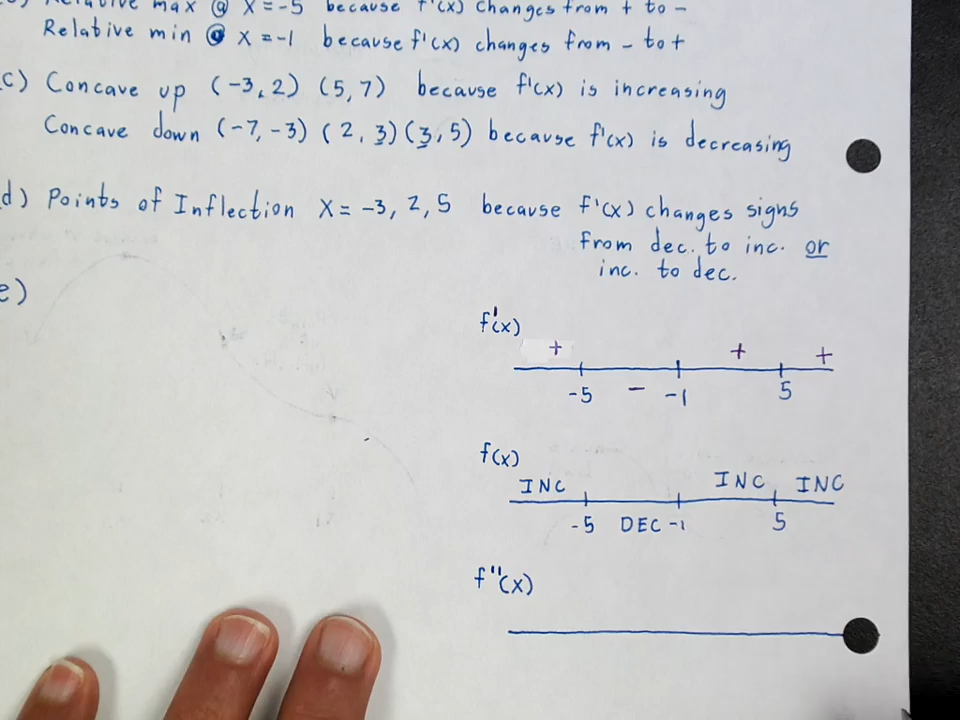 Relative max @ x = -5 because f'(x) changes from + to -
Relative min @ x = -1 because f'(x) changes from - to +
c) Concave up (-3, 2) (5, 7) because f'(x) is increasing
Concave down (-7, -3) (2, 3) (3, 5) because f'(x) is decreasing
d) Points of Inflection x = -3, 2, 5 because f'(x) changes signs
from dec. to inc. or
inc. to dec.
e)
f'(x)
+ + +
-5 - -1 5
f(x)
INC INC INC
-5 DEC -1 5
f"(x)